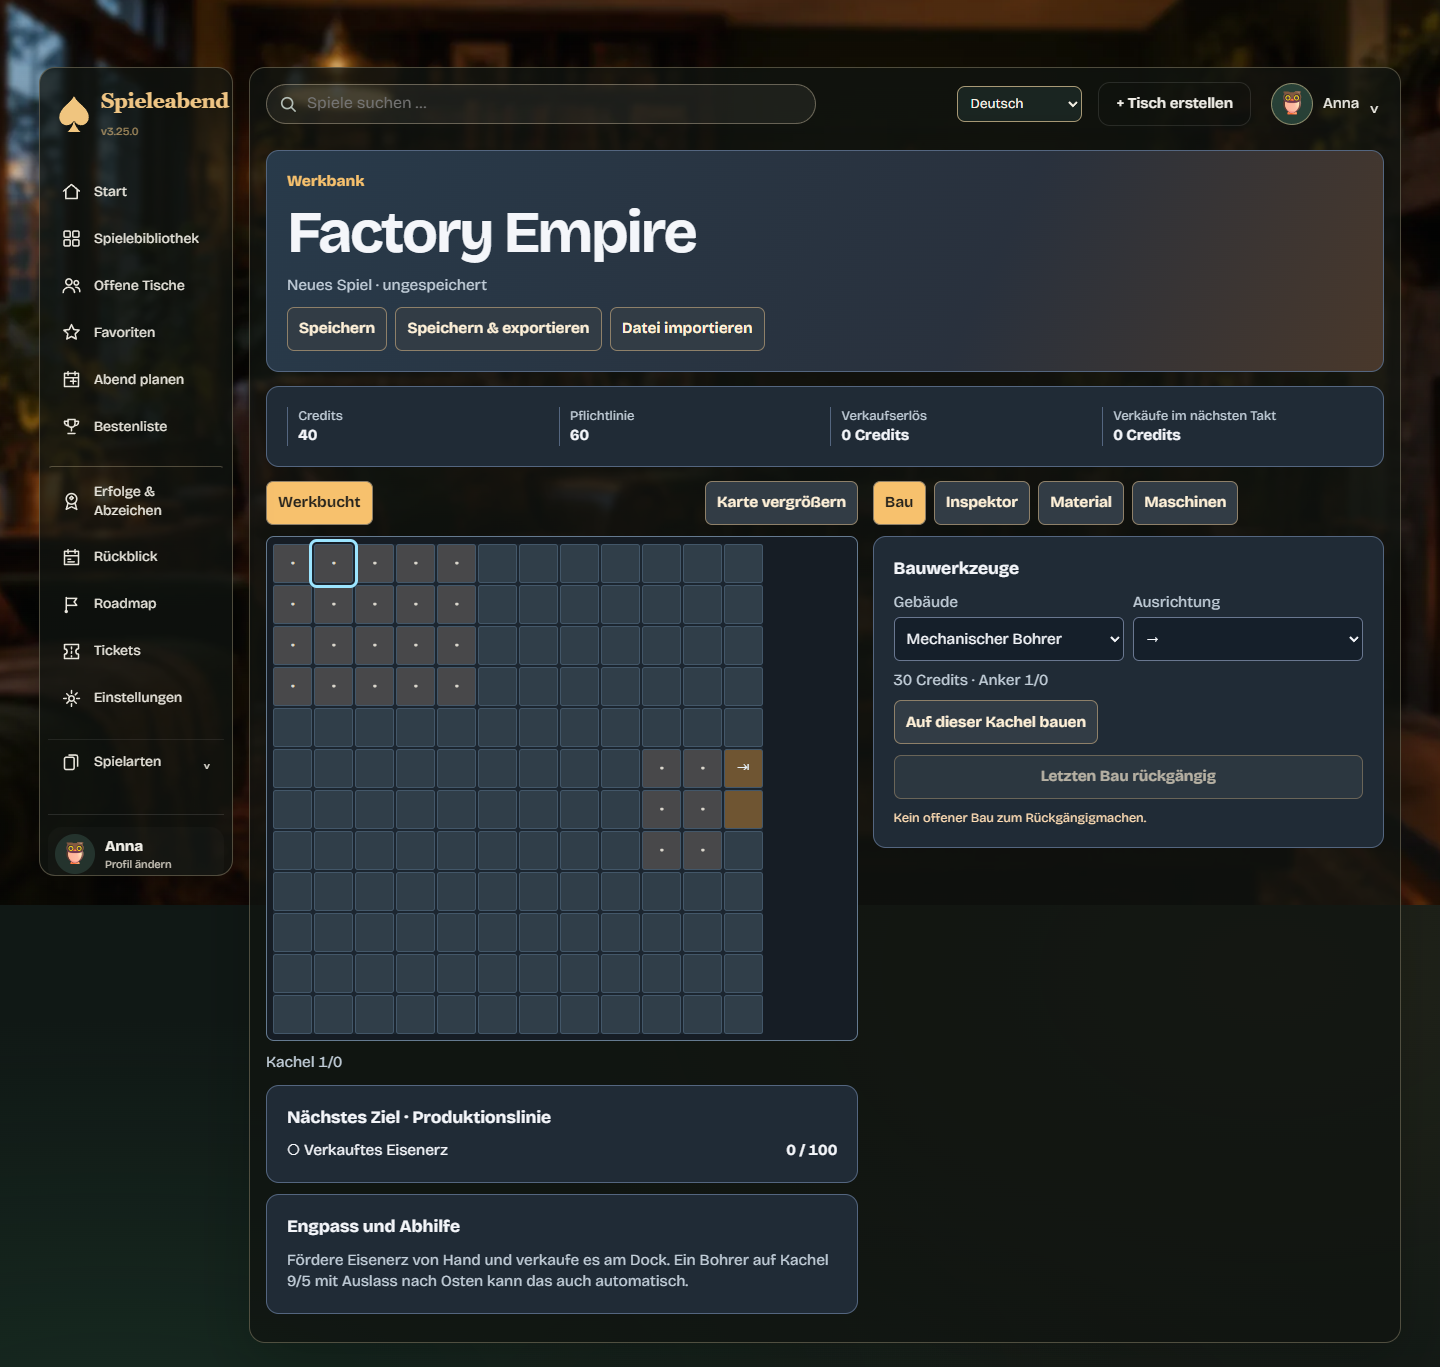 Spieleabend
v3.25.0
Start
Spielebibliothek
Offene Tische
Favoriten
Abend planen
Bestenliste
Erfolge &
Abzeichen
Rückblick
Roadmap
Tickets
Einstellungen
Spielarten
Anna
Profil ändern
Spiele suchen ...
Deutsch
+ Tisch erstellen
Anna
Werkbank
Factory Empire
Neues Spiel · ungespeichert
Speichern
Speichern & exportieren
Datei importieren
Credits
40
Pflichtlinie
60
Verkaufserlös
0 Credits
Verkäufe im nächsten Takt
0 Credits
Werkbucht
Karte vergrößern
Bau
Inspektor
Material
Maschinen
Kachel 1/0
Nächstes Ziel · Produktionslinie
○ Verkauftes Eisenerz
0 / 100
Engpass und Abhilfe
Fördere Eisenerz von Hand und verkaufe es am Dock. Ein Bohrer auf Kachel
9/5 mit Auslass nach Osten kann das auch automatisch.
Bauwerkzeuge
Gebäude
Ausrichtung
Mechanischer Bohrer
→
30 Credits · Anker 1/0
Auf dieser Kachel bauen
Letzten Bau rückgängig
Kein offener Bau zum Rückgängigmachen.